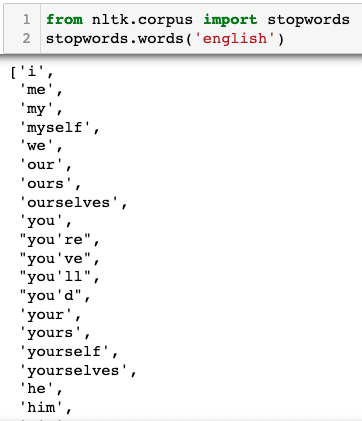 1 from nltk.corpus import stopwords
2 stopwords.words('english')
['i',
'me',
'my',
'myself',
'we',
'our',
'ours',
'ourselves',
'you',
"you're",
"you've",
"you'll",
"you'd",
'your',
'yours',
'yourself',
'yourselves',
'he',
'him',